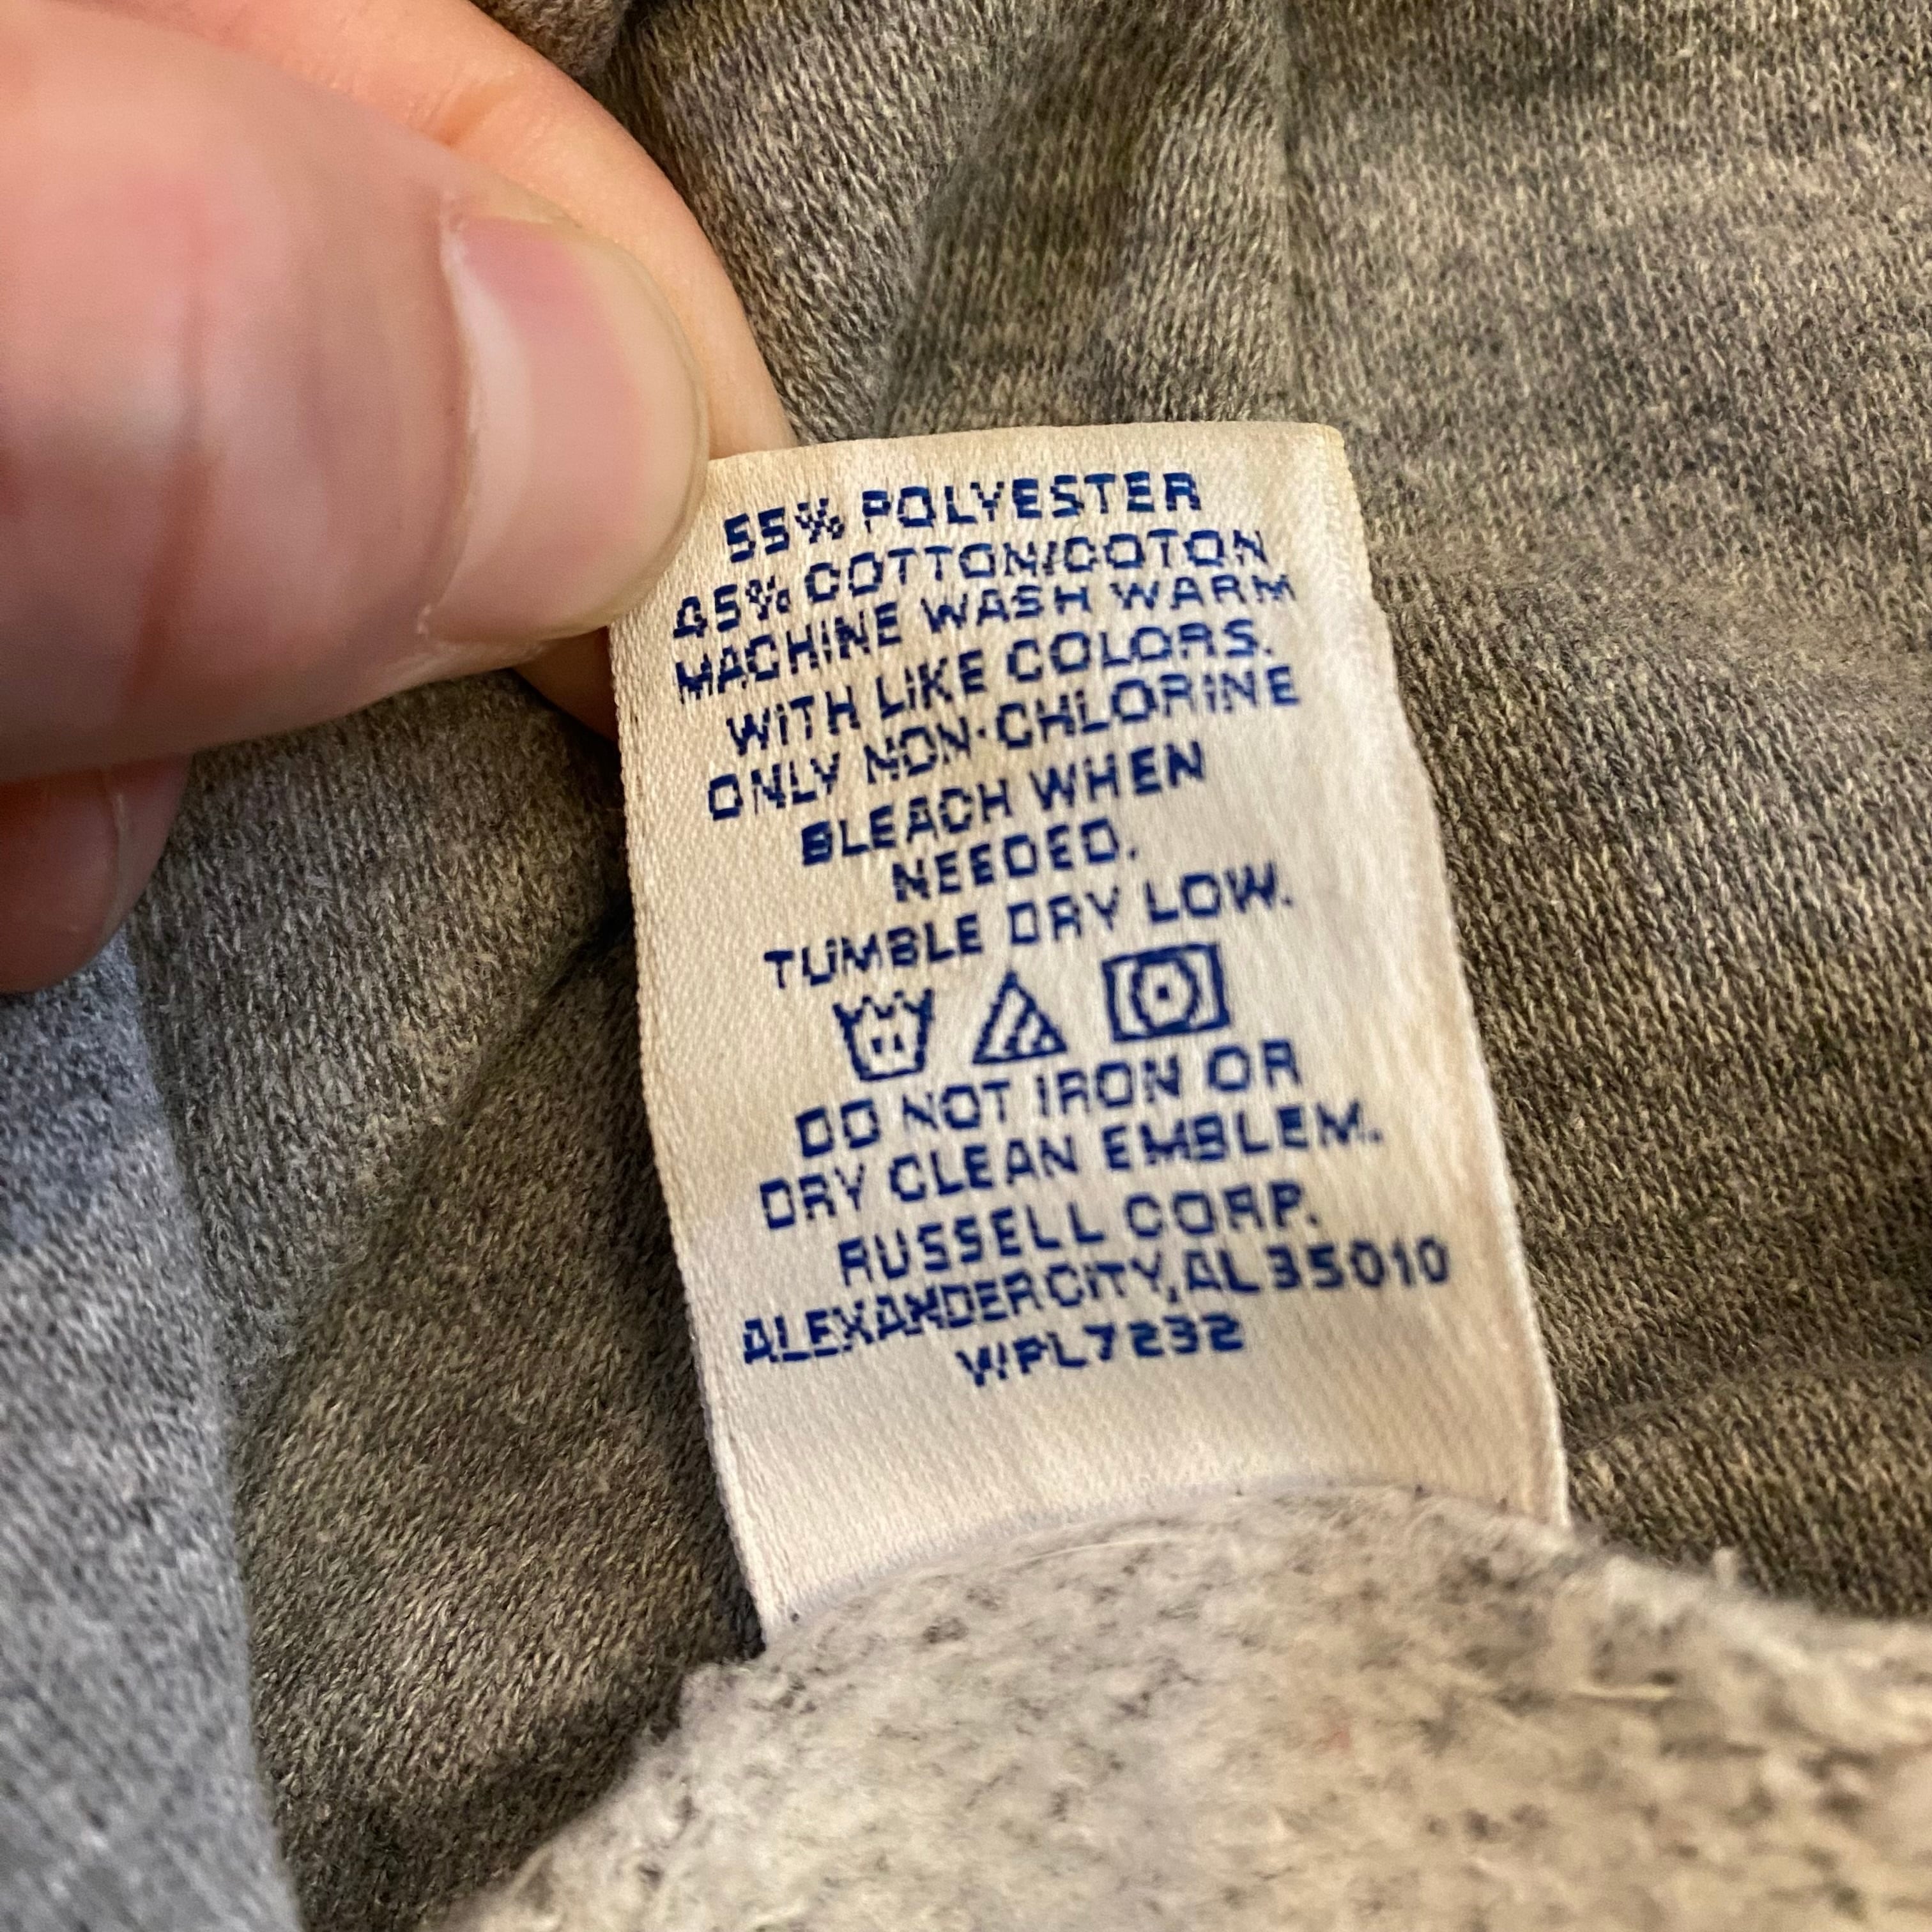 55% POLYESTER
45% COTTON/COTON
MACHINE WASH WARM
WITH LIKE COLORS.
ONLY NON-CHLORINE
BLEACH WHEN
NEEDED.
TUMBLE DRY LOW.
DO NOT IRON OR
DRY CLEAN EMBLEM.
RUSSELL CORP.
ALEXANDER CITY, AL 35010
WPL7232